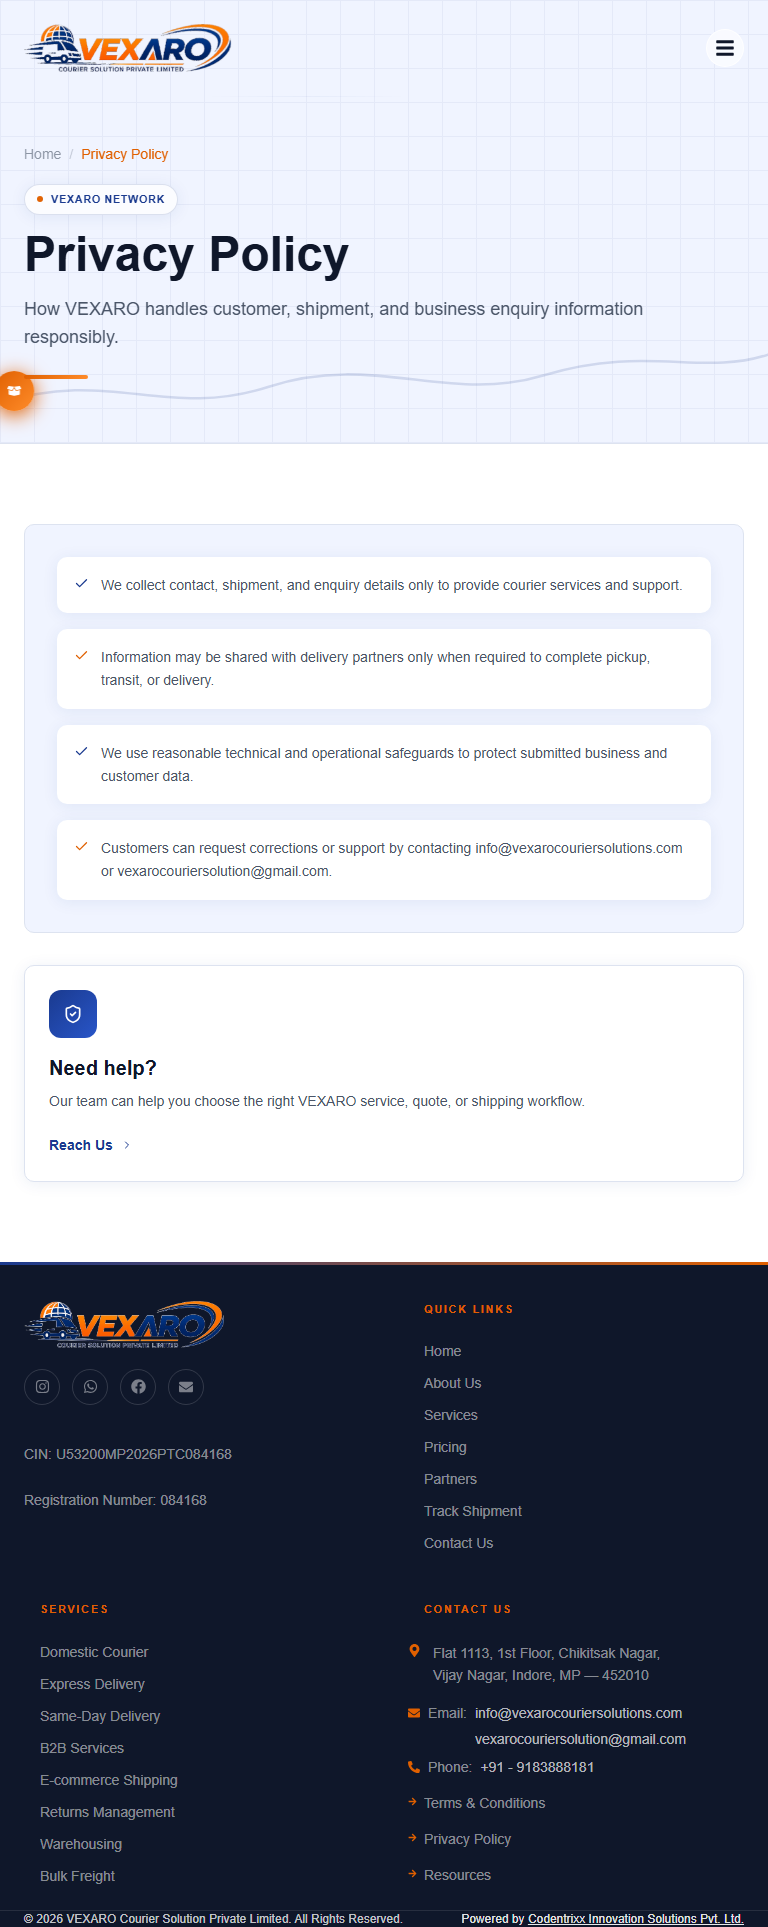 VEXARO
COURIER SOLUTION PRIVATE LIMITED
Home / Privacy Policy
VEXARO NETWORK
Privacy Policy
How VEXARO handles customer, shipment, and business enquiry information
responsibly.
We collect contact, shipment, and enquiry details only to provide courier services and support.
Information may be shared with delivery partners only when required to complete pickup,
transit, or delivery.
We use reasonable technical and operational safeguards to protect submitted business and
customer data.
Customers can request corrections or support by contacting info@vexarocouriersolutions.com
or vexarocouriersolution@gmail.com.
Need help?
Our team can help you choose the right VEXARO service, quote, or shipping workflow.
Reach Us
VEXARO
COURIER SOLUTION PRIVATE LIMITED
CIN: U53200MP2026PTC084168
Registration Number: 084168
QUICK LINKS
Home
About Us
Services
Pricing
Partners
Track Shipment
Contact Us
SERVICES
Domestic Courier
Express Delivery
Same-Day Delivery
B2B Services
E-commerce Shipping
Returns Management
Warehousing
Bulk Freight
CONTACT US
Flat 1113, 1st Floor, Chikitsak Nagar,
Vijay Nagar, Indore, MP — 452010
Email: info@vexarocouriersolutions.com
vexarocouriersolution@gmail.com
Phone: +91 - 9183888181
Terms & Conditions
Privacy Policy
Resources
© 2026 VEXARO Courier Solution Private Limited. All Rights Reserved.
Powered by Codentrixx Innovation Solutions Pvt. Ltd.